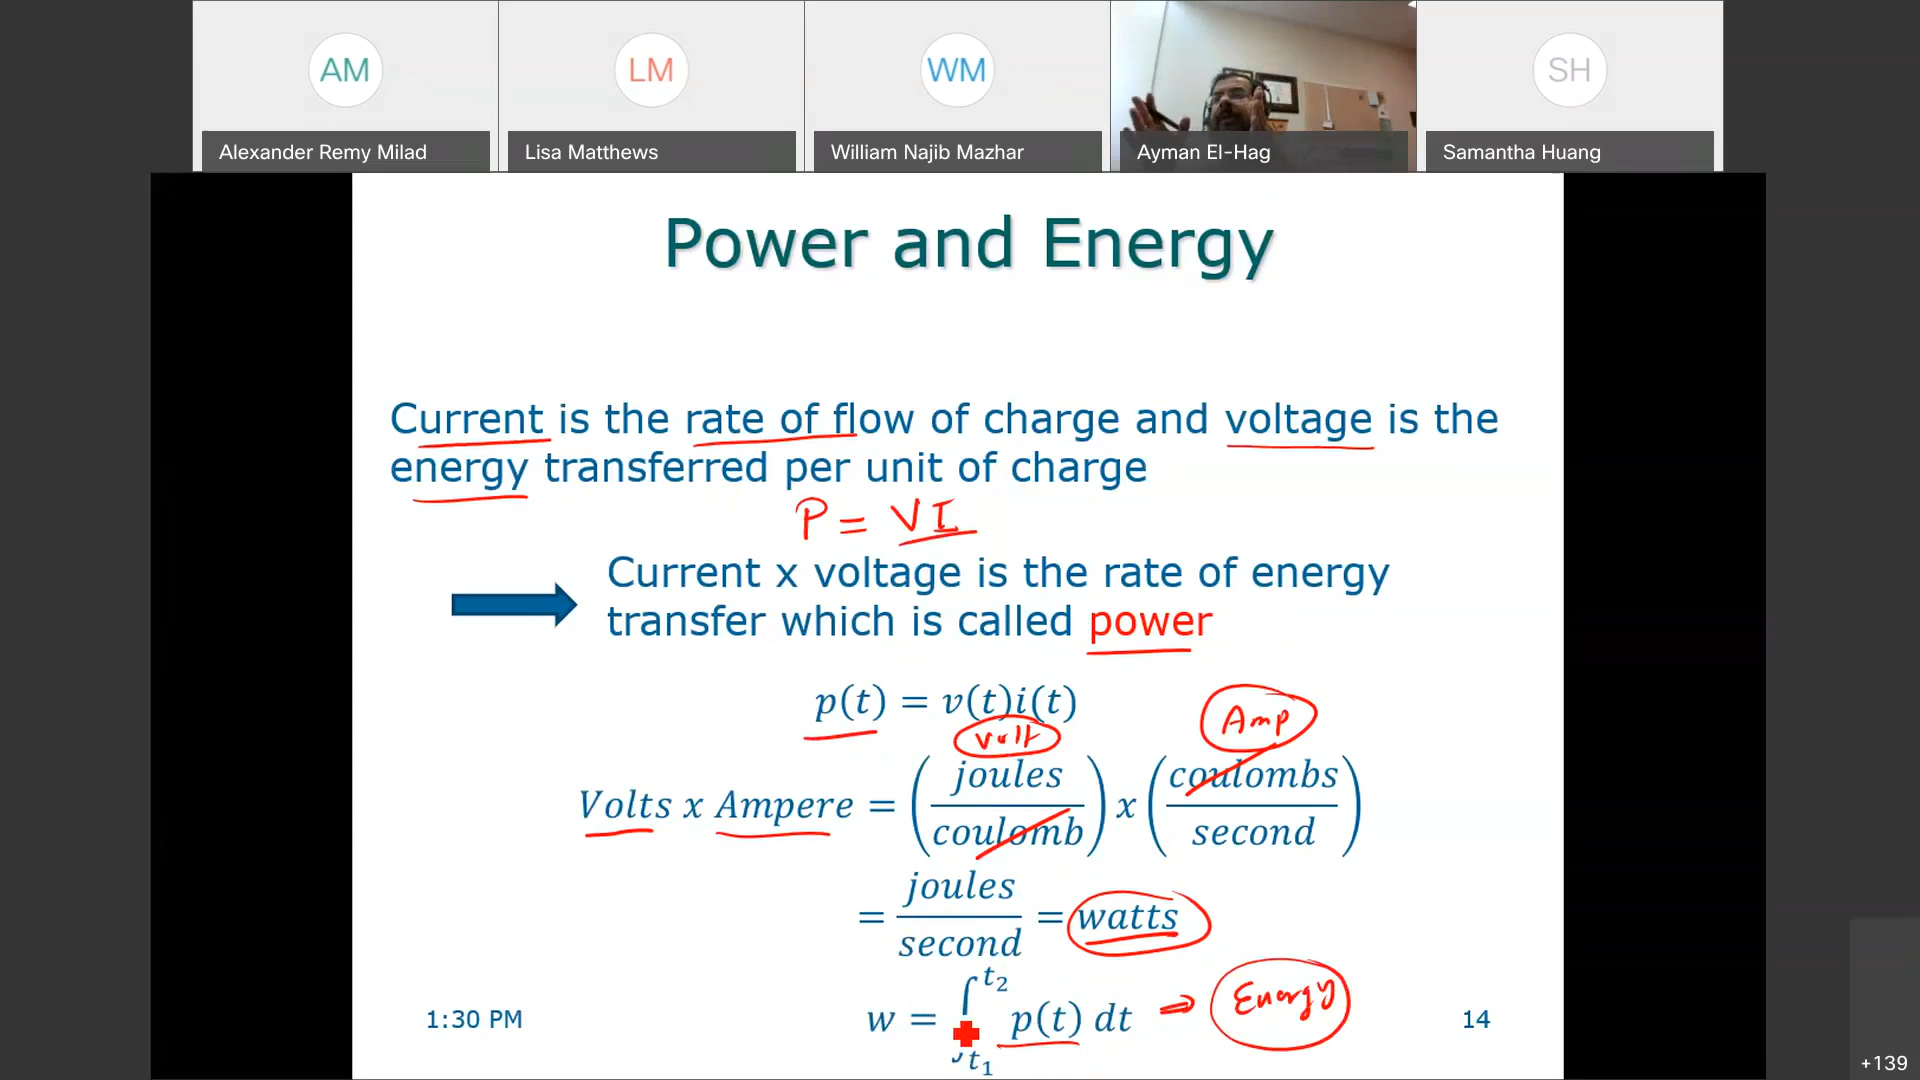 AM LM WM SH
Alexander Remy Milad Lisa Matthews William Najib Mazhar Ayman El-Hag Samantha Huang
Power and Energy
Current is the rate of flow of charge and voltage is the
energy transferred per unit of charge
P = VI
Current x voltage is the rate of energy
transfer which is called power
p(t) = v(t)i(t)
volt Amp
Volts x Ampere = (joules/coulomb) x (coulombs/second)
= joules/second = watts
w = ∫ t2 t1 p(t) dt ⇒ Energy
1:30 PM 14
+139